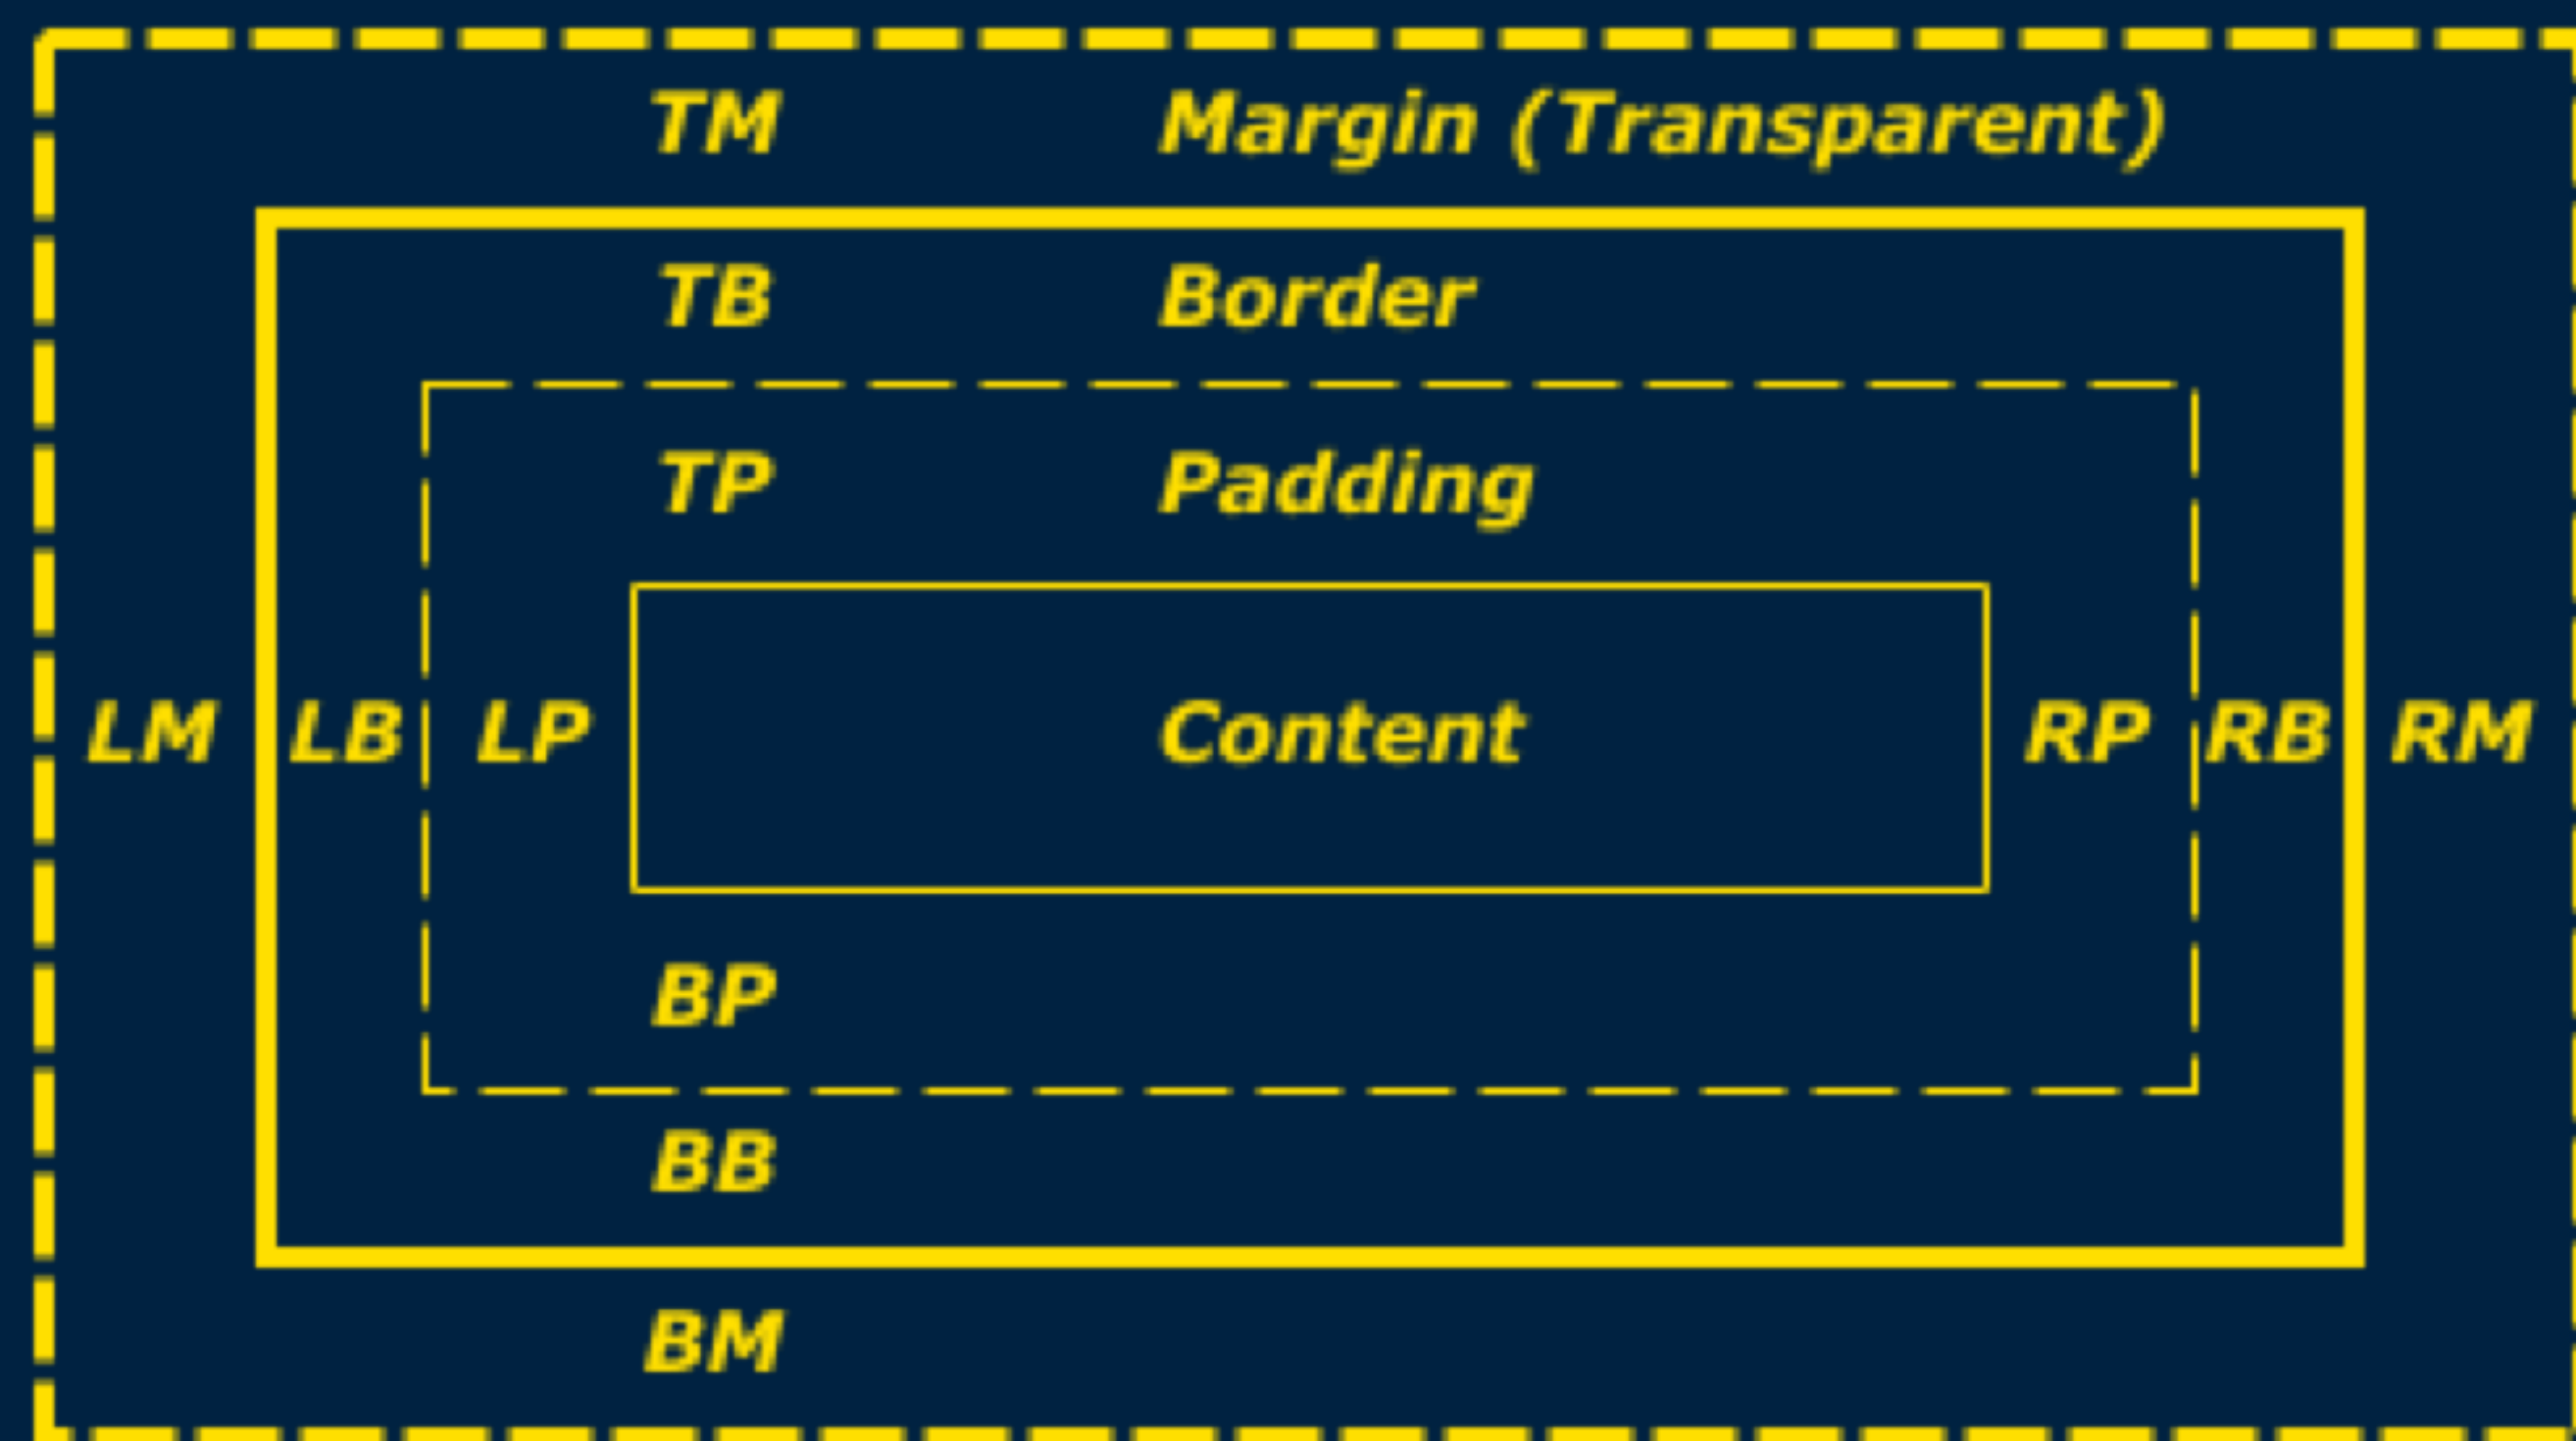 TM Margin (Transparent)
TB Border
TP Padding
LM LB LP Content RP RB RM
BP
BB
BM